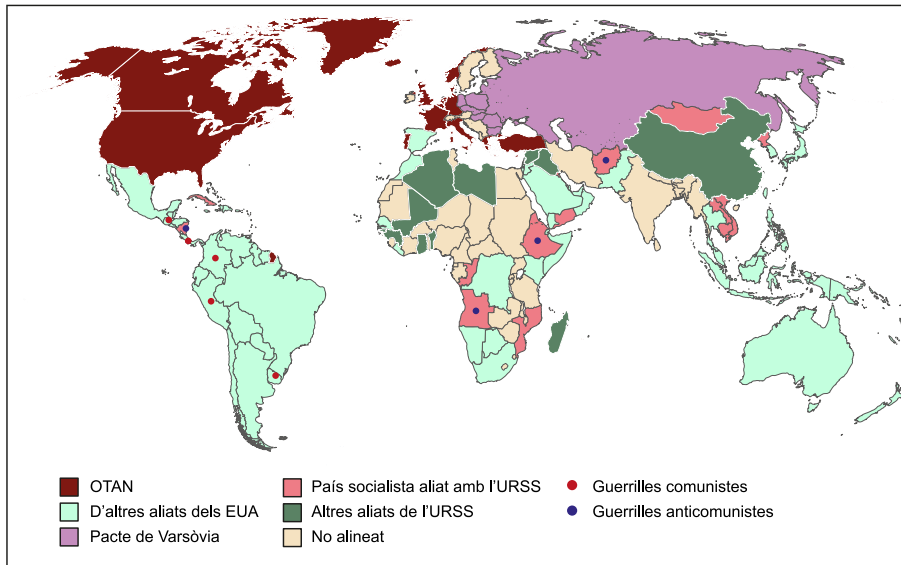 OTAN
D'altres aliats dels EUA
Pacte de Varsòvia
País socialista aliat amb l'URSS
Altres aliats de l'URSS
No alineat
Guerrilles comunistes
Guerrilles anticomunistes